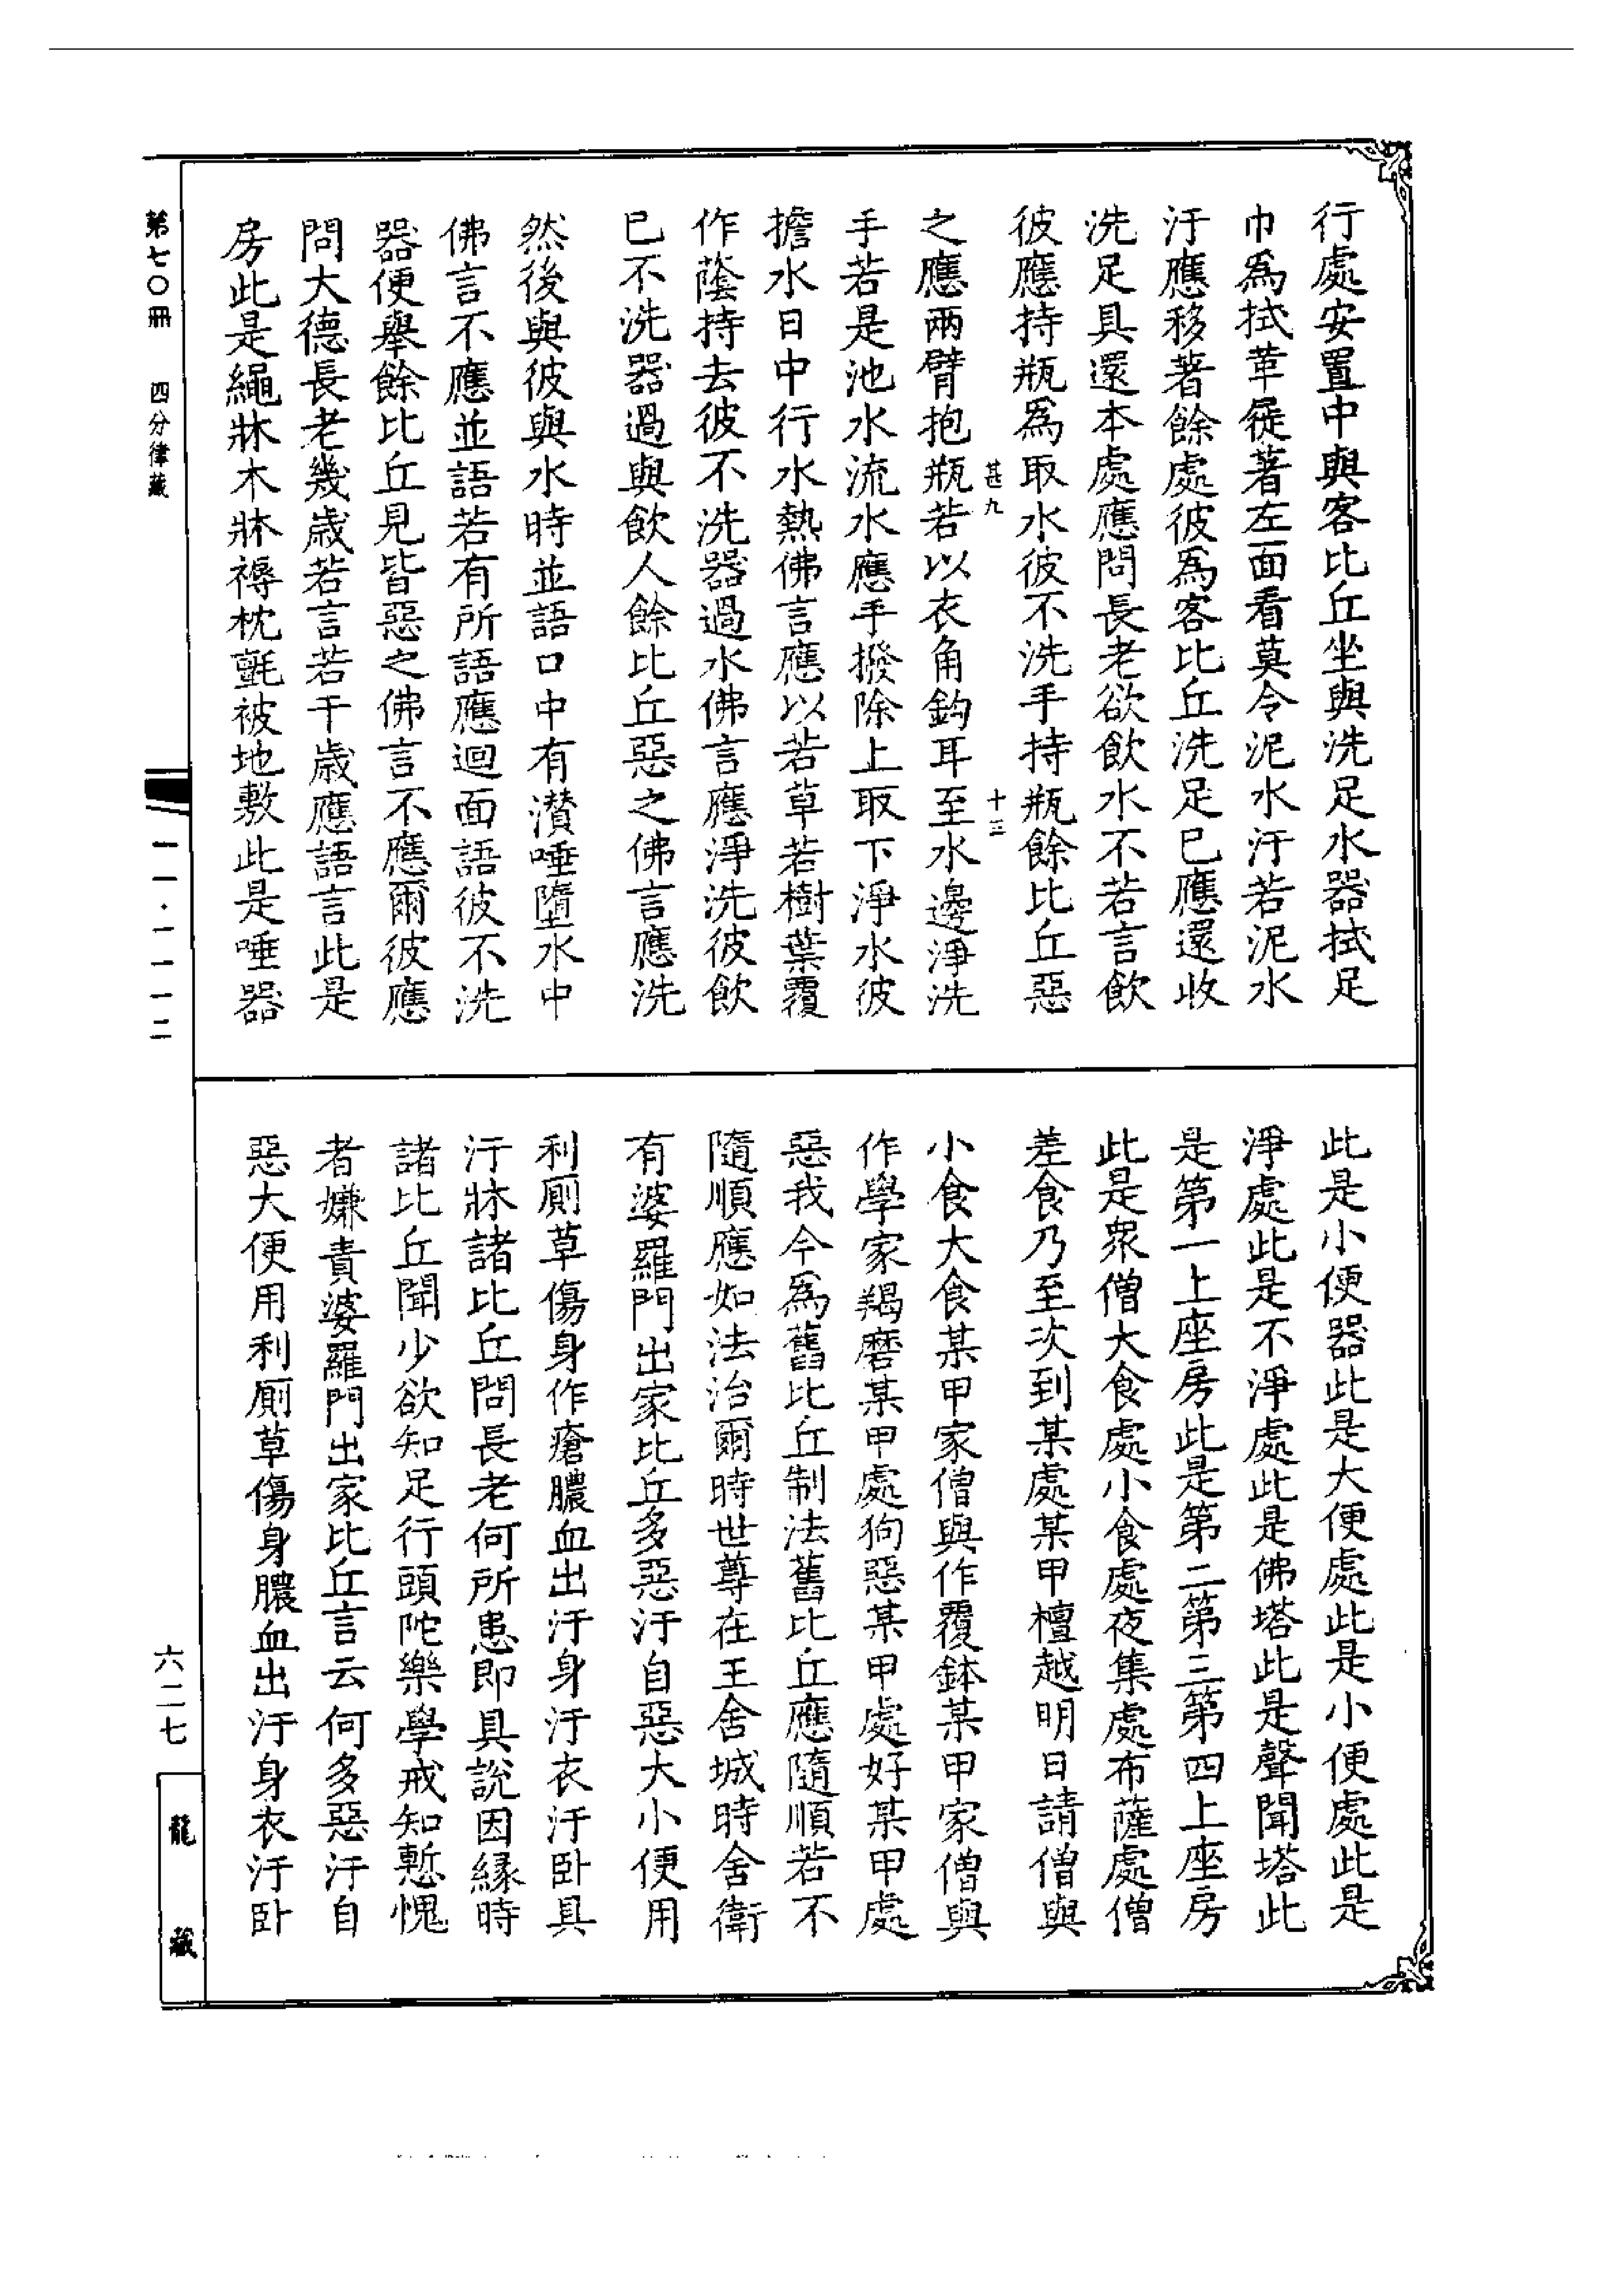 行處安置中與客比丘坐與洗足水器拭足
巾爲拭革屣著左面看莫令泥水汙若泥水
汙應移著餘處彼爲客比丘洗足已應還收
洗足具還本處應問長老欲飲水不若言飲
彼應持瓶爲取水彼不洗手持瓶餘比丘惡
甚九 十三
之應兩臂抱瓶若以衣角鈎耳至水邊淨洗
手若是池水流水應手撥除上取下淨水彼
擔水日中行水熱佛言應以若草若樹葉覆
作蔭持去彼不洗器過水佛言應淨洗彼飲
已不洗器過與飲人餘比丘惡之佛言應洗
然後與彼與水時並語口中有濽唾墮水中
佛言不應並語若有所語應迴面語彼不洗
器便舉餘比丘見皆惡之佛言不應爾彼應
問大德長老幾歲若言若干歲應語言此是
房此是繩牀木牀褥枕氈被地敷此是唾器
此是小便器此是大便處此是小便處此是
淨處此是不淨處此是佛塔此是聲聞塔此
是第一上座房此是第二第三第四上座房
此是衆僧大食處小食處夜集處布薩處僧
差食乃至次到某處某甲檀越明日請僧與
小食大食某甲家僧與作覆鉢某甲家僧與
作學家羯磨某甲處狗惡某甲處好某甲處
惡我今爲舊比丘制法舊比丘應隨順若不
隨順應如法治爾時世尊在王舍城時舍衛
有婆羅門出家比丘多惡汙自惡大小便用
利廁草傷身作瘡膿血出汙身汙衣汙卧具
汙牀諸比丘問長老何所患即具說因緣時
諸比丘聞少欲知足行頭陀樂學戒知慙愧
者嫌責婆羅門出家比丘言云何多惡汙自
惡大便用利廁草傷身膿血出汙身衣汙卧
第七〇冊 四分律藏
一一·一一一二
六二七
龍藏